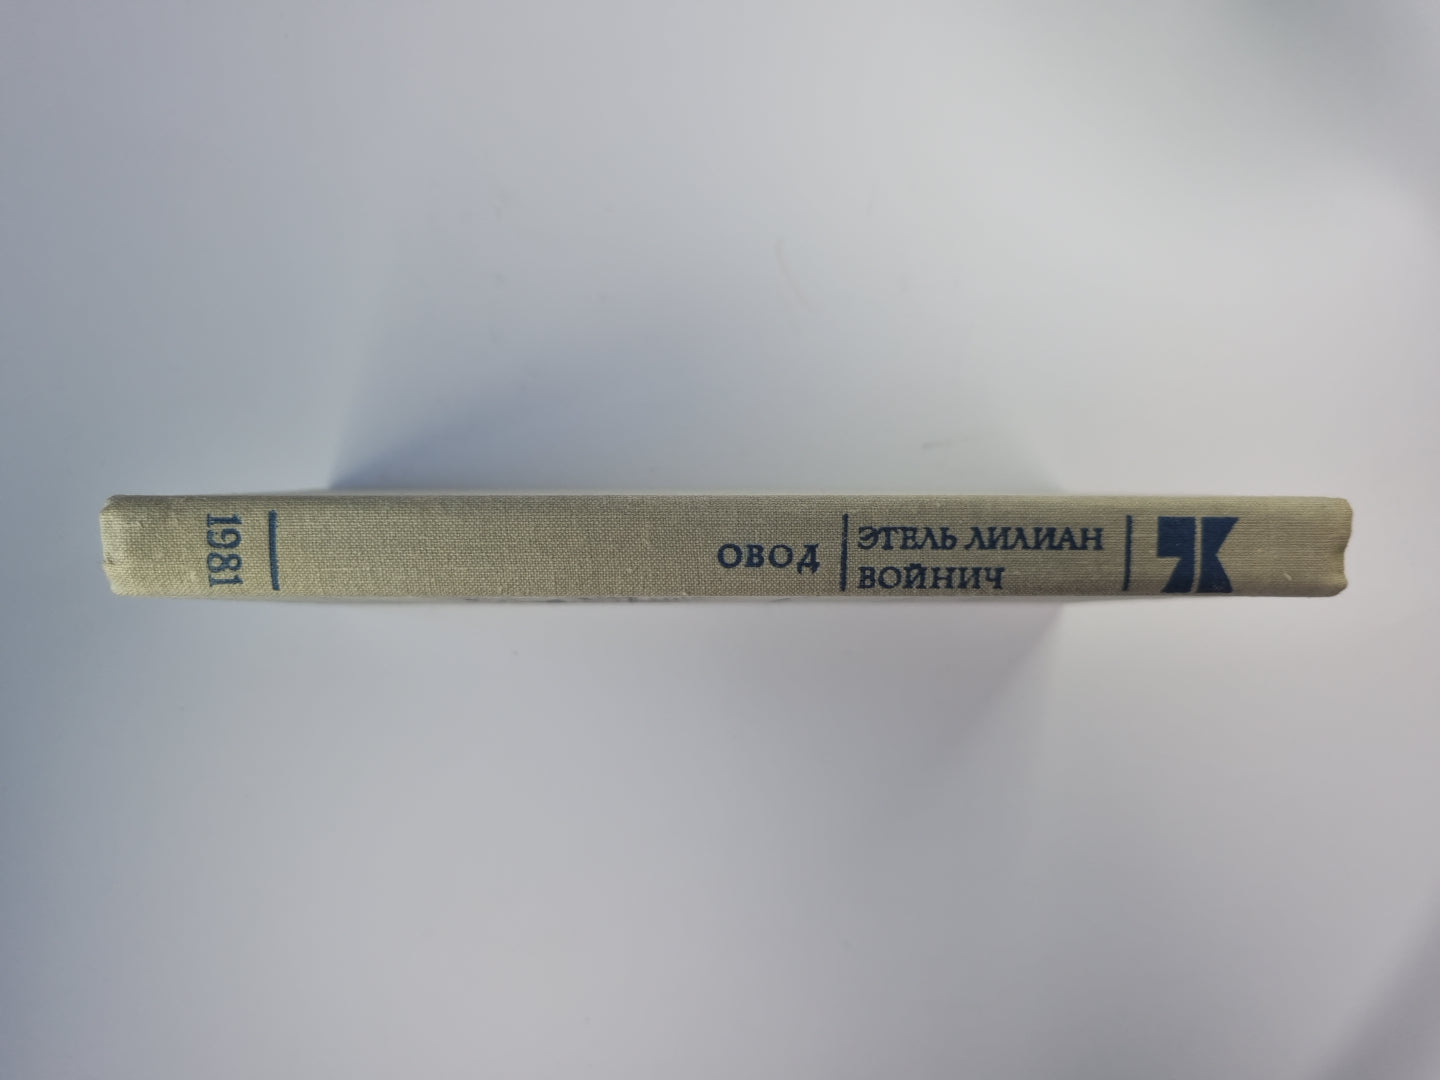 ЭТЕЛЬ ЛИЛИАН
ВОЙНИЧ
ОВОД
1981